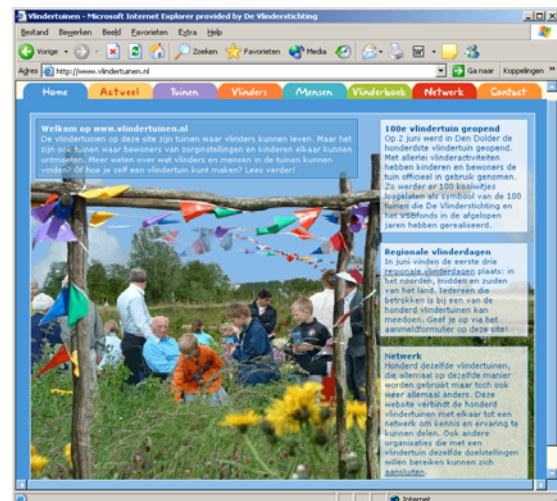 Vlindertuinen - Microsoft Internet Explorer provided by De Vlinderstichting
Bestand Bewerken Beeld Favorieten Extra Help
Vorige Zoeken Favorieten Media
Adres http://www.vlindertuinen.nl Ga naar Koppelingen »
Home Actueel Tuinen Vlinders Mensen Vlinderboek Netwerk Contact
Welkom op www.vlindertuinen.nl
De vlindertuinen op deze site zijn tuinen waar vlinders kunnen leven. Maar het
zijn ook tuinen waar bewoners van zorginstellingen en kinderen elkaar kunnen
ontmoeten. Meer weten over wat vlinders en mensen in de tuinen kunnen
vinden? Of hoe je zelf een vlindertuin kunt maken? Lees verder!
100e vlindertuin geopend
Op 2 juni werd in Den Dolder de
honderdste vlindertuin geopend.
Met allerlei vlinderactiviteiten
hebben kinderen en bewoners de
tuin officieel in gebruik genomen.
Zo werden er 100 koolwitjes
losgelaten als symbool van de 100
tuinen die De Vlinderstichting en
het VSBfonds in de afgelopen
jaren hebben gerealiseerd.
Regionale vlinderdagen
In juni vinden de eerste drie
regionale vlinderdagen plaats: in
het noorden, midden en zuiden
van het land. Iedereen die
betrokken is bij een van de
honderd vlindertuinen kan
meedoen. Geef je op via het
aanmeldformulier op deze site!
Netwerk
Honderd dezelfde vlindertuinen,
die allemaal op dezelfde manier
worden gebruikt maar toch ook
weer allemaal anders. Deze
website verbindt de honderd
vlindertuinen met elkaar tot een
netwerk om kennis en ervaring te
kunnen delen. Ook andere
organisaties die met een
vlindertuin dezelfde doelstellingen
willen bereiken kunnen zich
aansluiten.
Internet